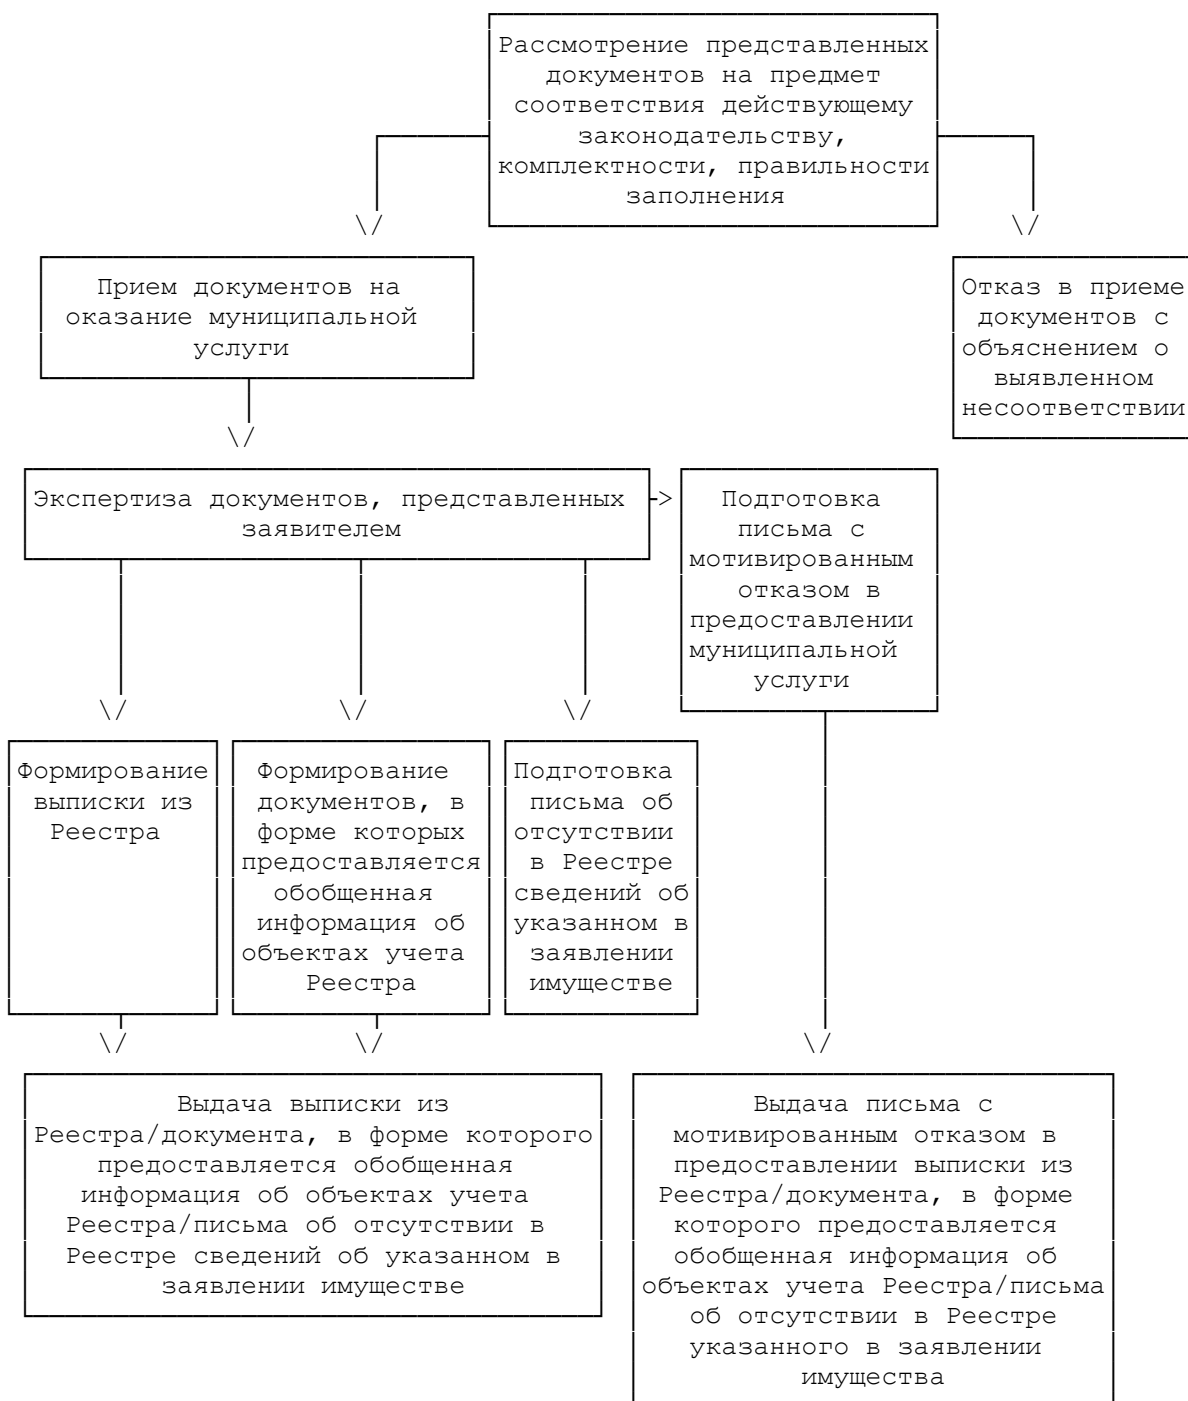 Рассмотрение представленных
документов на предмет
соответствия действующему
законодательству,
комплектности, правильности
заполнения
\/
\/
Прием документов на
оказание муниципальной
услуги
Отказ в приеме
документов с
объяснением о
выявленном
несоответствии
\/
Экспертиза документов, представленных
заявителем
->
Подготовка
письма с
мотивированным
отказом в
предоставлении
муниципальной
услуги
\/
\/
\/
Формирование
выписки из
Реестра
Формирование
документов, в
форме которых
предоставляется
обобщенная
информация об
объектах учета
Реестра
Подготовка
письма об
отсутствии
в Реестре
сведений об
указанном в
заявлении
имуществе
\/
\/
\/
Выдача выписки из
Реестра/документа, в форме которого
предоставляется обобщенная
информация об объектах учета
Реестра/письма об отсутствии в
Реестре сведений об указанном в
заявлении имуществе
Выдача письма с
мотивированным отказом в
предоставлении выписки из
Реестра/документа, в форме
которого предоставляется
обобщенная информация об
объектах учета Реестра/письма
об отсутствии в Реестре
указанного в заявлении
имущества